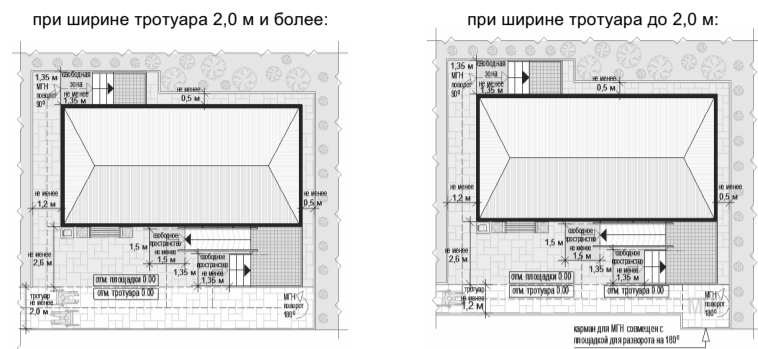 при ширине тротуара 2,0 м и более:
1,35 м
МГН
поворот
90⁰
свободная
зона
не менее
1,35 м
не менее
0,5 м
не менее
1,2 м
не менее
0,5 м
свободное
пространство
не менее
1,5 м
1,5 м
свободное
пространство
не менее
1,35 м
1,35
не менее
2,6 м
отм. площадки 0.00
отм. тротуара 0.00
тротуар
не менее
2,0 м
МГН
поворот
180⁰
при ширине тротуара до 2,0 м:
1,35 м
МГН
поворот
90⁰
свободная
зона
не менее
1,35 м
не менее
0,5 м
не менее
1,2 м
не менее
0,5 м
свободное
пространство
не менее
1,5 м
1,5 м
свободное
пространство
не менее
1,35 м
1,35
не менее
2,6 м
отм. площадки 0.00
отм. тротуара 0.00
тротуар
не менее
1,2 м
МГН
поворот
180⁰
карман для МГН совмещен с
площадкой для разворота на 180⁰